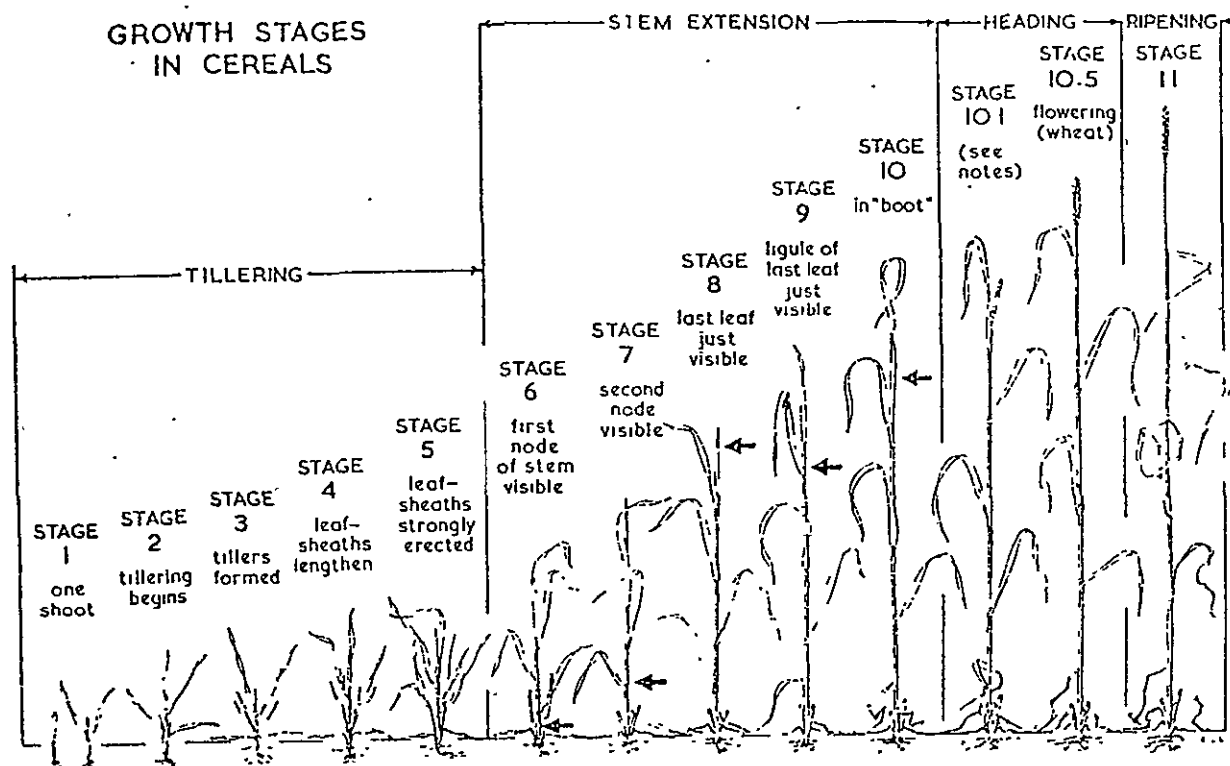 GROWTH STAGES
IN CEREALS
STEM EXTENSION
HEADING
RIPENING
TILLERING
STAGE
1
one
shoot
STAGE
2
tillering
begins
STAGE
3
tillers
formed
STAGE
4
leaf-
sheaths
lengthen
STAGE
5
leaf-
sheaths
strongly
erected
STAGE
6
first
node
of stem
visible
STAGE
7
second
node
visible
STAGE
8
last leaf
just
visible
STAGE
9
ligule of
last leaf
just
visible
STAGE
10
in "boot"
STAGE
10 1
(see
notes)
STAGE
10.5
flowering
(wheat)
STAGE
11